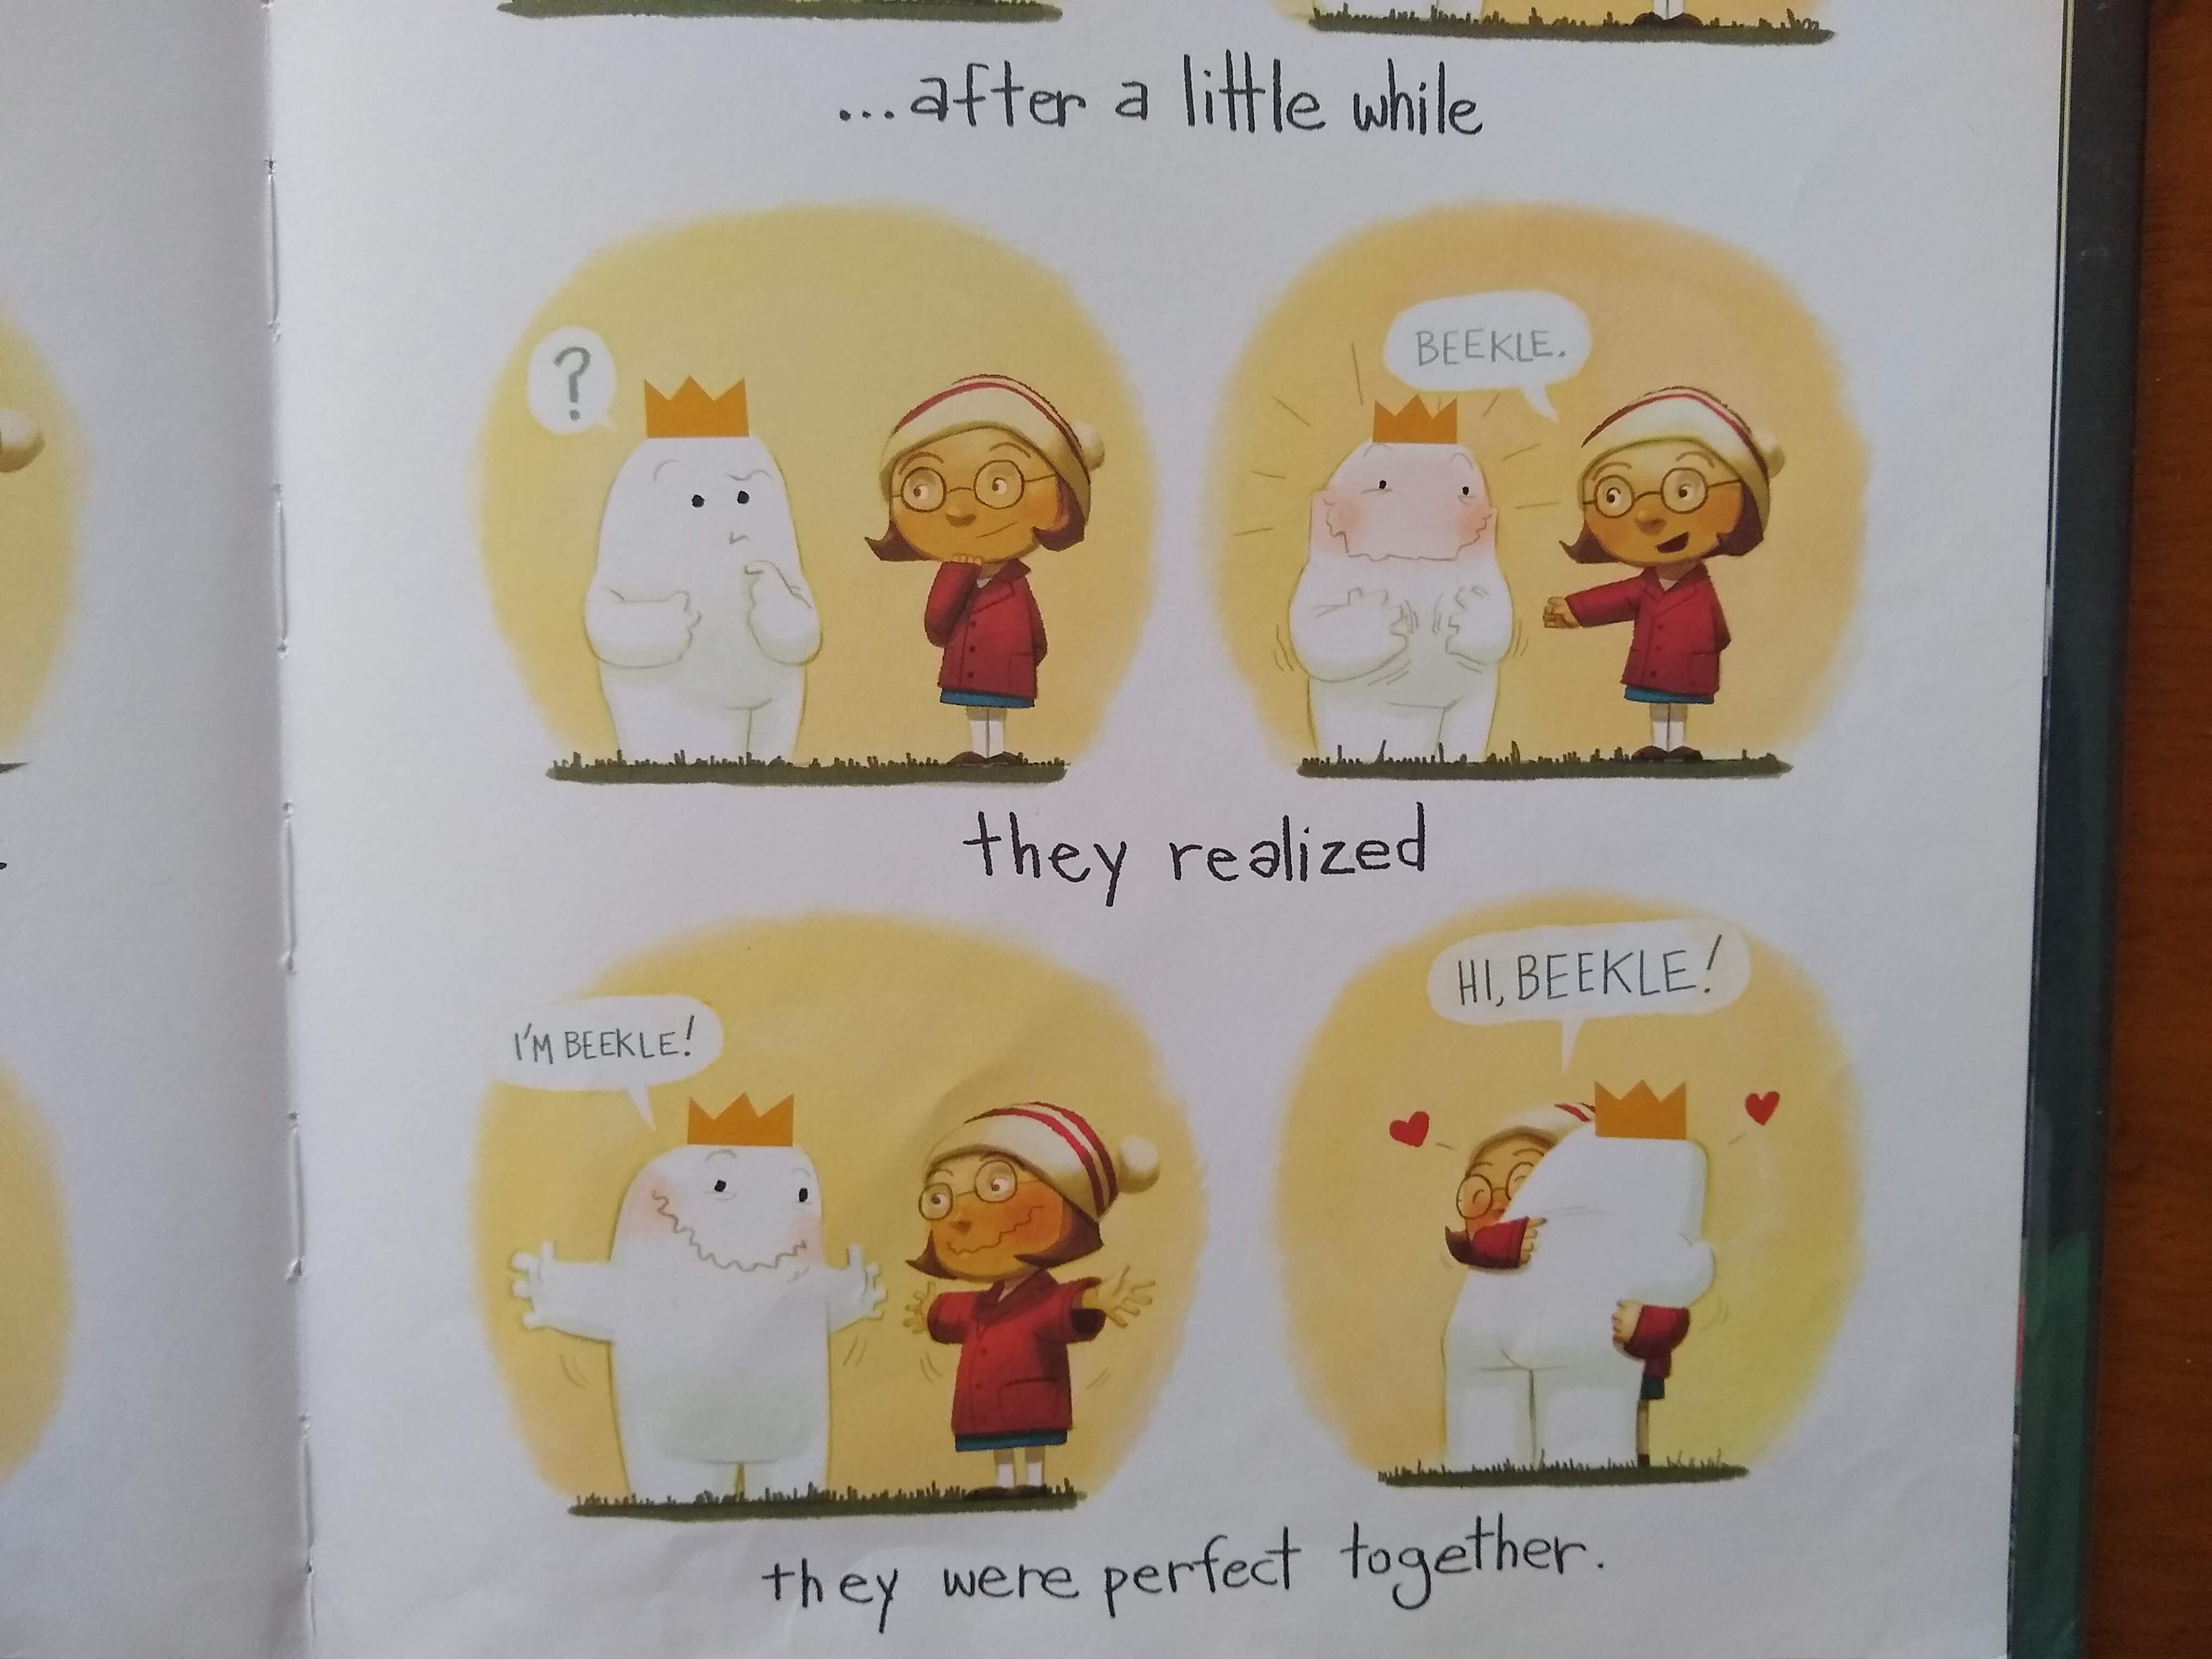 ...after a little while
?
BEEKLE.
they realized
I'M BEEKLE!
HI, BEEKLE!
they were perfect together.